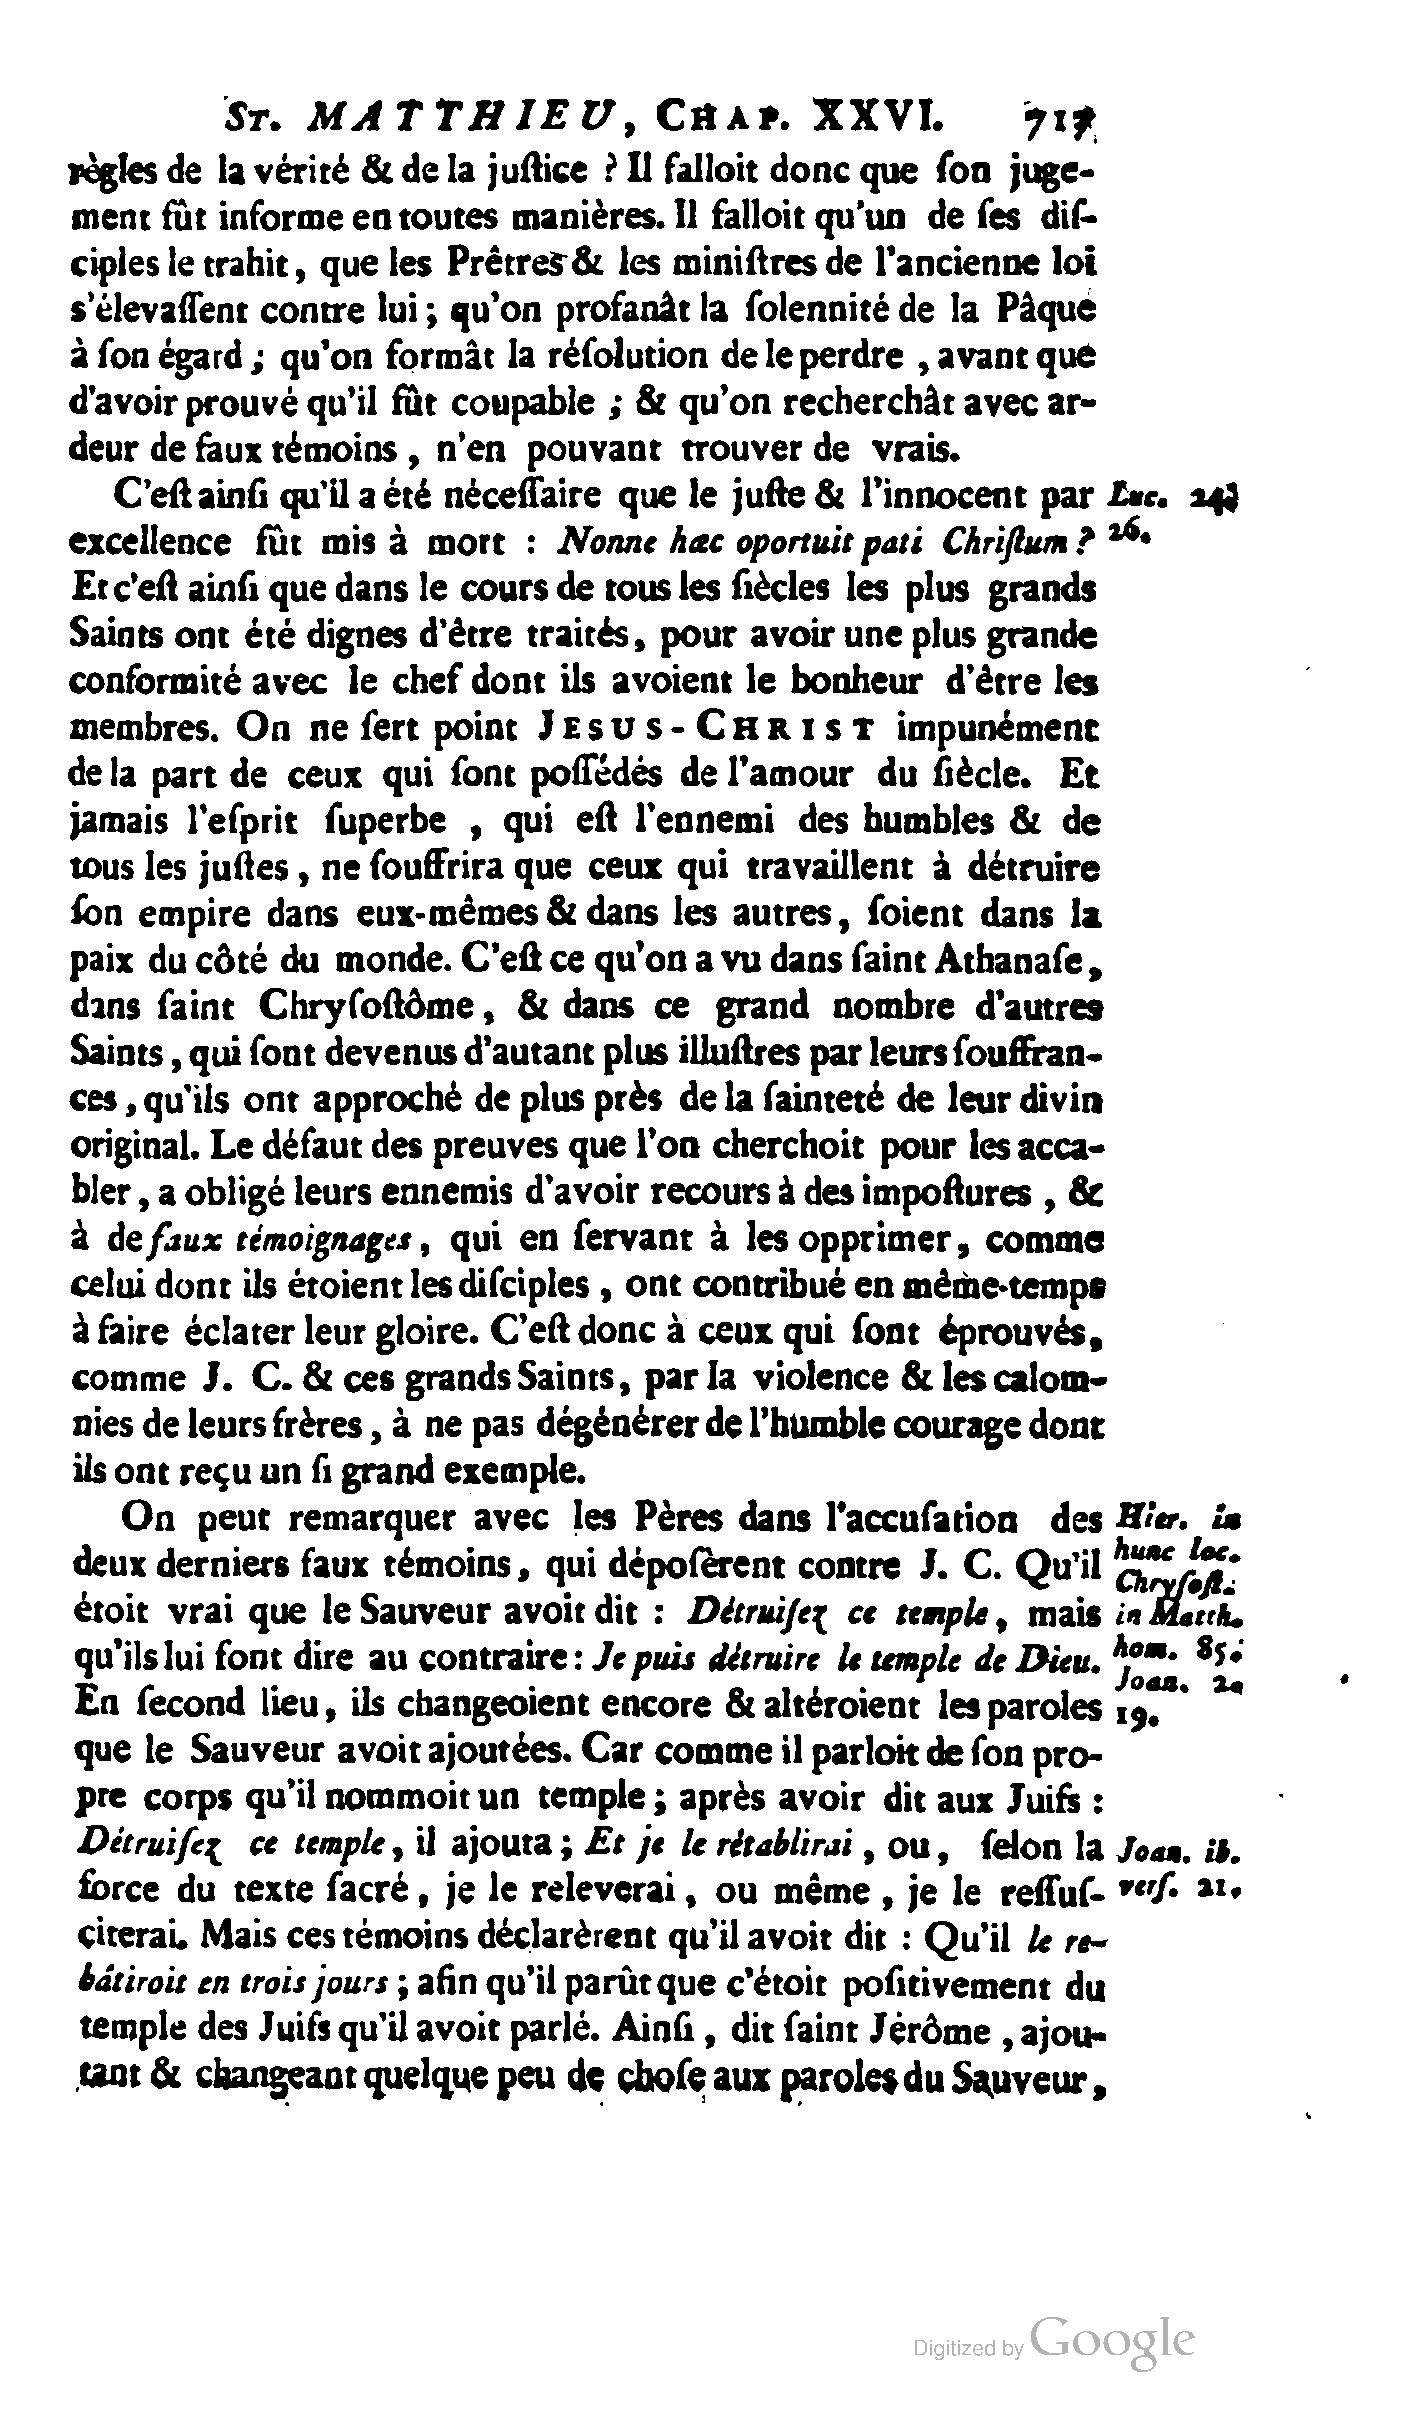 St. MATTHIEU, Chap. XXVI. 717
règles de la vérité & de la juſtice ? Il falloit donc que ſon juge-
ment fût informe en toutes manières. Il falloit qu'un de ſes diſ-
ciples le trahit, que les Prêtres & les miniſtres de l'ancienne loi
s'élevaſſent contre lui ; qu'on profanât la ſolennité de la Pâque
à ſon égard ; qu'on formât la réſolution de le perdre , avant que
d'avoir prouvé qu'il fût coupable ; & qu'on recherchât avec ar-
deur de faux témoins , n'en pouvant trouver de vrais.
C'eſt ainſi qu'il a été néceſſaire que le juſte & l'innocent par Luc. 24
excellence fût mis à mort : Nonne hæc oportuit pati Chriſtum ? 26.
Et c'eſt ainſi que dans le cours de tous les ſiècles les plus grands
Saints ont été dignes d'être traités, pour avoir une plus grande
conformité avec le chef dont ils avoient le bonheur d'être les
membres. On ne ſert point JESUS-CHRIST impunément
de la part de ceux qui ſont poſſédés de l'amour du ſiècle. Et
jamais l'eſprit ſuperbe , qui eſt l'ennemi des humbles & de
tous les juſtes , ne ſouffrira que ceux qui travaillent à détruire
ſon empire dans eux-mêmes & dans les autres, ſoient dans la
paix du côté du monde. C'eſt ce qu'on a vu dans ſaint Athanaſe,
dans ſaint Chryſoſtôme, & dans ce grand nombre d'autres
Saints, qui ſont devenus d'autant plus illuſtres par leurs ſouffran-
ces , qu'ils ont approché de plus près de la ſainteté de leur divin
original. Le défaut des preuves que l'on cherchoit pour les acca-
bler , a obligé leurs ennemis d'avoir recours à des impoſtures , &
à de faux témoignages, qui en ſervant à les opprimer, comme
celui dont ils étoient les diſciples , ont contribué en même-temps
à faire éclater leur gloire. C'eſt donc à ceux qui ſont éprouvés,
comme J. C. & ces grands Saints, par la violence & les calom-
nies de leurs frères , à ne pas dégénérer de l'humble courage dont
ils ont reçu un ſi grand exemple.
On peut remarquer avec les Pères dans l'accuſation des Hier. in
deux derniers faux témoins, qui dépoſèrent contre J. C. Qu'il hunc loc.
Chryſoſt.
étoit vrai que le Sauveur avoit dit : Détruiſez ce temple, mais in Matth.
qu'ils lui font dire au contraire : Je puis détruire le temple de Dieu. hom. 85.
Joan. 2.
En ſecond lieu, ils changeoient encore & altéroient les paroles 19.
que le Sauveur avoit ajoutées. Car comme il parloit de ſon pro-
pre corps qu'il nommoit un temple ; après avoir dit aux Juifs :
Détruiſez ce temple, il ajouta ; Et je le rétablirai , ou, ſelon la Joan. ib.
force du texte ſacré , je le releverai , ou même , je le reſſuſ- verſ. 21.
citerai. Mais ces témoins déclarèrent qu'il avoit dit : Qu'il le re-
bâtiroit en trois jours ; afin qu'il parût que c'étoit poſitivement du
temple des Juifs qu'il avoit parlé. Ainſi , dit ſaint Jérôme , ajou-
tant & changeant quelque peu de choſe aux paroles du Sauveur,
Digitized by Google